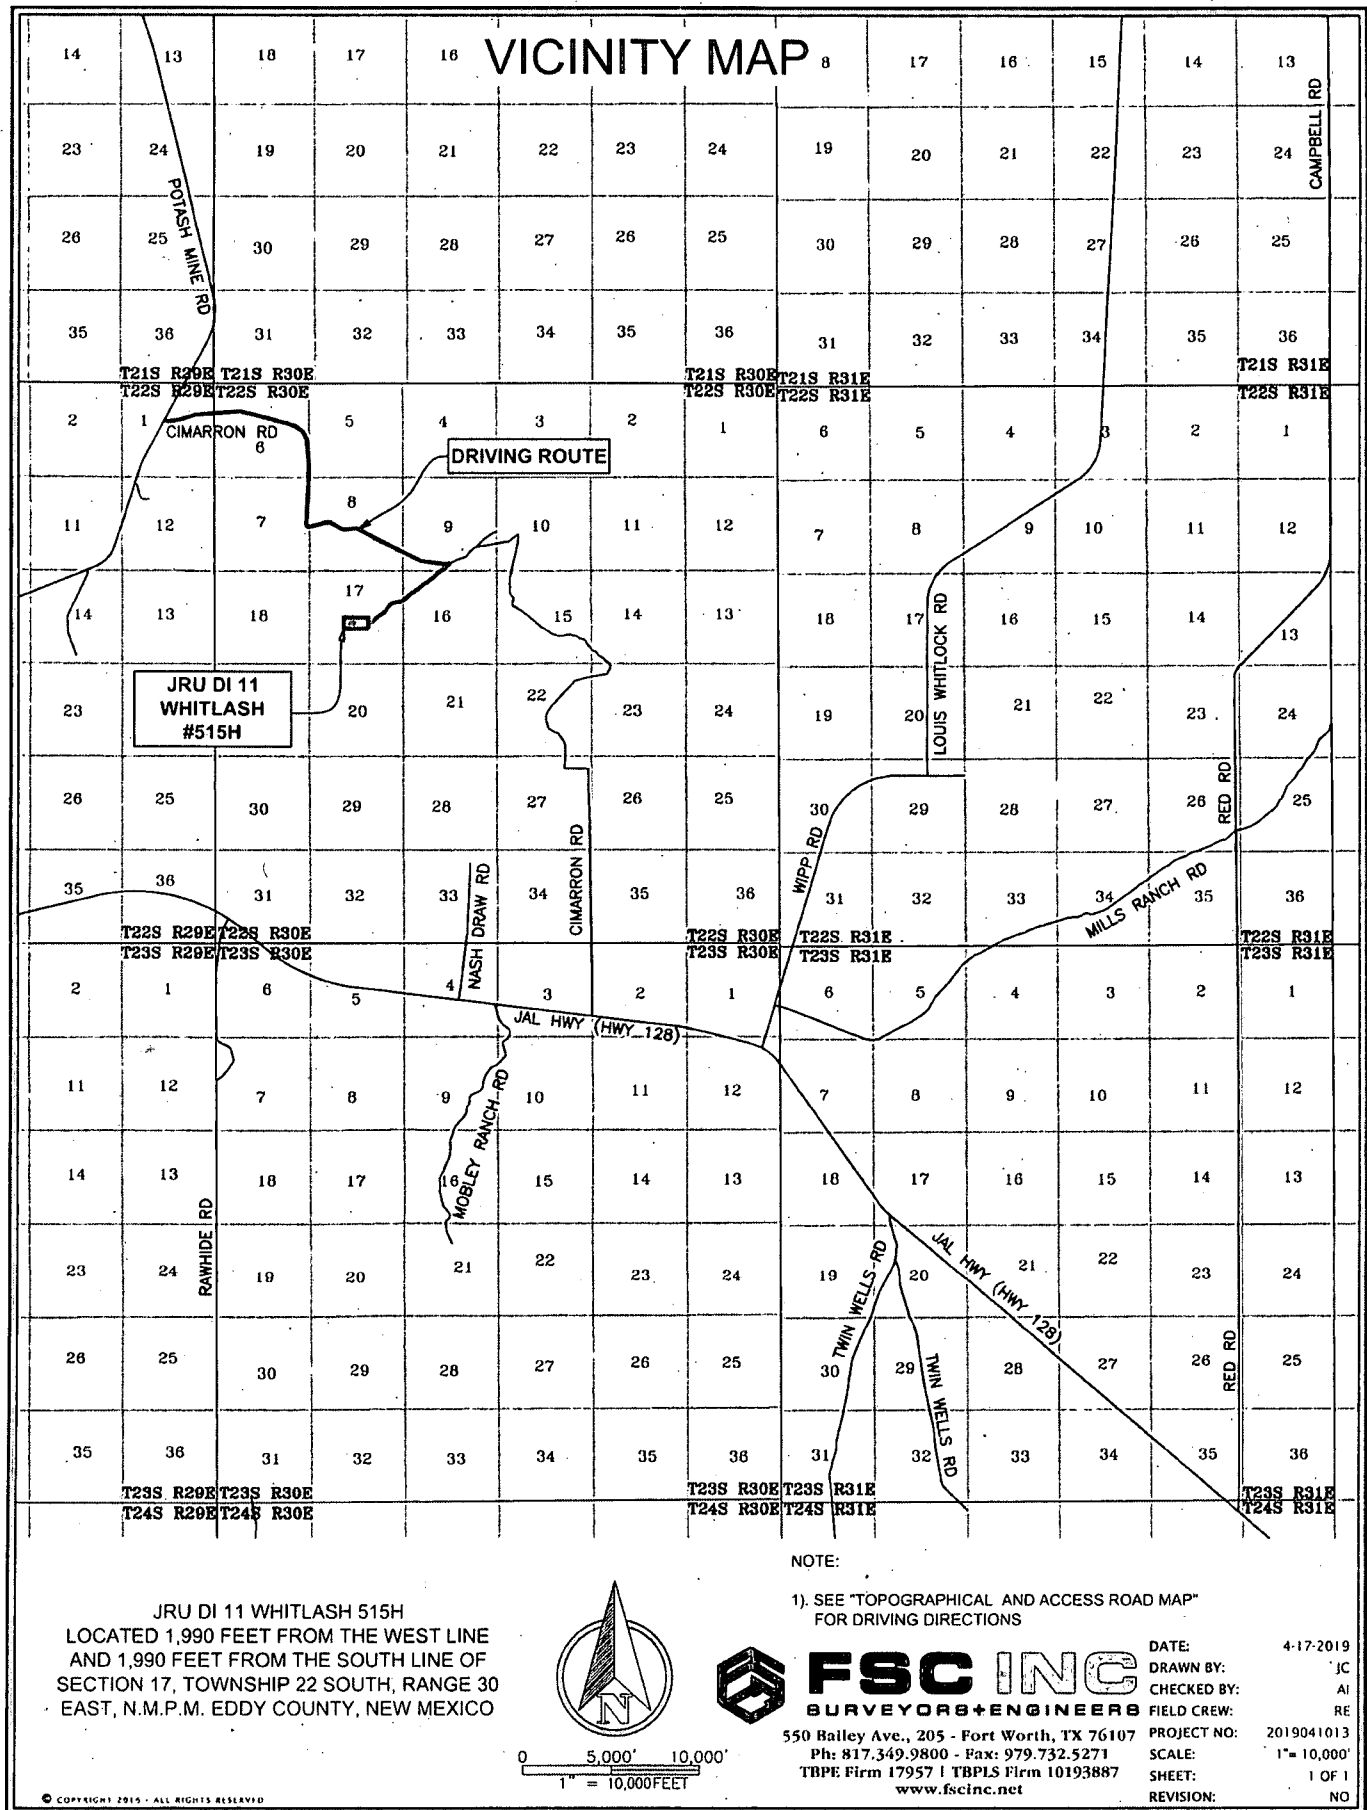 VICINITY MAP
14 13 18 17 16 8 17 16 15 14 13
CAMPBELL RD
23 24 19 20 21 22 23 24 19 20 21 22 23 24
POTASH MINE RD
26 25 30 29 28 27 26 25 30 29 28 27 26 25
35 36 31 32 33 34 35 36 31 32 33 34 35 36
T21S R29E T21S R30E T21S R30E T21S R31E T21S R31E
T22S R29E T22S R30E T22S R30E T22S R31E T22S R31E
2 1 6 5 4 3 2 1 6 5 4 3 2 1
CIMARRON RD
DRIVING ROUTE
11 12 7 8 9 10 11 12 7 8 9 10 11 12
14 13 18 17 16 15 14 13 18 17 16 15 14 13
LOUIS WHITLOCK RD
JRU DI 11
WHITLASH
#515H
23 20 21 22 23 24 19 20 21 22 23 24
26 25 30 29 28 27 26 25 30 29 28 27 26 25
RED RD
WIPP RD
CIMARRON RD
NASH DRAW RD
MILLS RANCH RD
35 36 31 32 33 34 35 36 31 32 33 34 35 36
T22S R29E T22S R30E T22S R30E T22S R31E T22S R31E
T23S R29E T23S R30E T23S R30E T23S R31E T23S R31E
2 1 6 5 4 3 2 1 6 5 4 3 2 1
JAL HWY (HWY 128)
11 12 7 8 9 10 11 12 7 8 9 10 11 12
MOBLEY RANCH RD
14 13 18 17 16 15 14 13 18 17 16 15 14 13
RAWHIDE RD
JAL HWY (HWY 128)
23 24 19 20 21 22 23 24 19 20 21 22 23 24
TWIN WELLS RD
26 25 30 29 28 27 26 25 30 29 28 27 26 25
TWIN WELLS RD
RED RD
35 36 31 32 33 34 35 36 31 32 33 34 35 36
T23S R29E T23S R30E T23S R30E T23S R31E T23S R31E
T24S R29E T24S R30E T24S R30E T24S R31E T24S R31E
JRU DI 11 WHITLASH 515H
LOCATED 1,990 FEET FROM THE WEST LINE
AND 1,990 FEET FROM THE SOUTH LINE OF
SECTION 17, TOWNSHIP 22 SOUTH, RANGE 30
EAST, N.M.P.M. EDDY COUNTY, NEW MEXICO
N
0 5,000' 10,000'
1" = 10,000FEET
NOTE:
1). SEE "TOPOGRAPHICAL AND ACCESS ROAD MAP"
FOR DRIVING DIRECTIONS
FSC INC
SURVEYORS+ENGINEERS
550 Bailey Ave., 205 - Fort Worth, TX 76107
Ph: 817.349.9800 - Fax: 979.732.5271
TBPE Firm 17957 | TBPLS Firm 10193887
www.fscinc.net
DATE: 4-17-2019
DRAWN BY: JC
CHECKED BY: AI
FIELD CREW: RE
PROJECT NO: 2019041013
SCALE: 1"= 10,000'
SHEET: 1 OF 1
REVISION: NO
© COPYRIGHT 2015 - ALL RIGHTS RESERVED